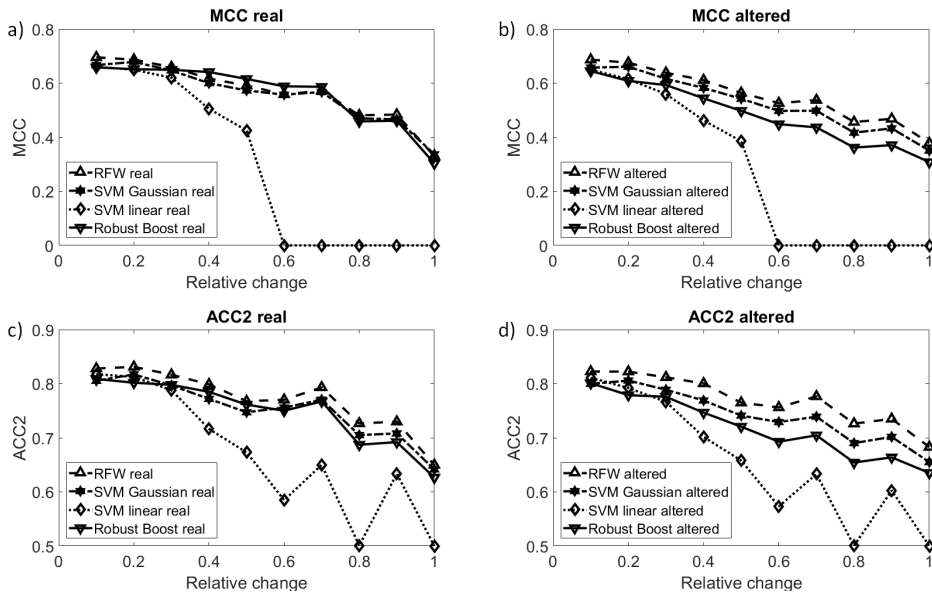 a)
MCC real
0.8
0.6
0.4
0.2
0
MCC
RFW real
SVM Gaussian real
SVM linear real
Robust Boost real
0 0.2 0.4 0.6 0.8 1
Relative change
b)
MCC altered
0.8
0.6
0.4
0.2
0
MCC
RFW altered
SVM Gaussian altered
SVM linear altered
Robust Boost altered
0 0.2 0.4 0.6 0.8 1
Relative change
c)
ACC2 real
0.9
0.8
0.7
0.6
0.5
ACC2
RFW real
SVM Gaussian real
SVM linear real
Robust Boost real
0 0.2 0.4 0.6 0.8 1
Relative change
d)
ACC2 altered
0.9
0.8
0.7
0.6
0.5
ACC2
RFW altered
SVM Gaussian altered
SVM linear altered
Robust Boost altered
0 0.2 0.4 0.6 0.8 1
Relative change